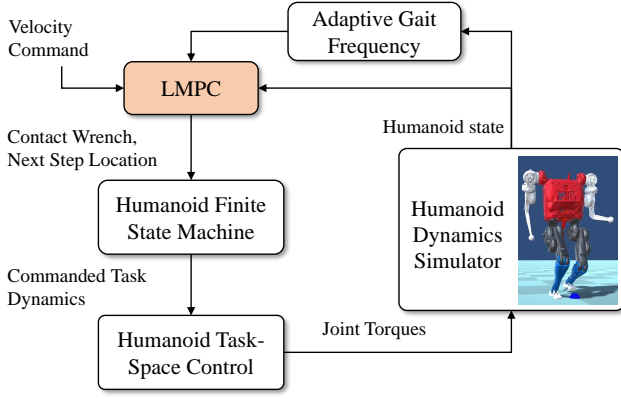 Velocity
Command
Adaptive Gait
Frequency
LMPC
Humanoid state
Contact Wrench,
Next Step Location
Humanoid Finite
State Machine
Humanoid
Dynamics
Simulator
Commanded Task
Dynamics
Humanoid Task-
Space Control
Joint Torques